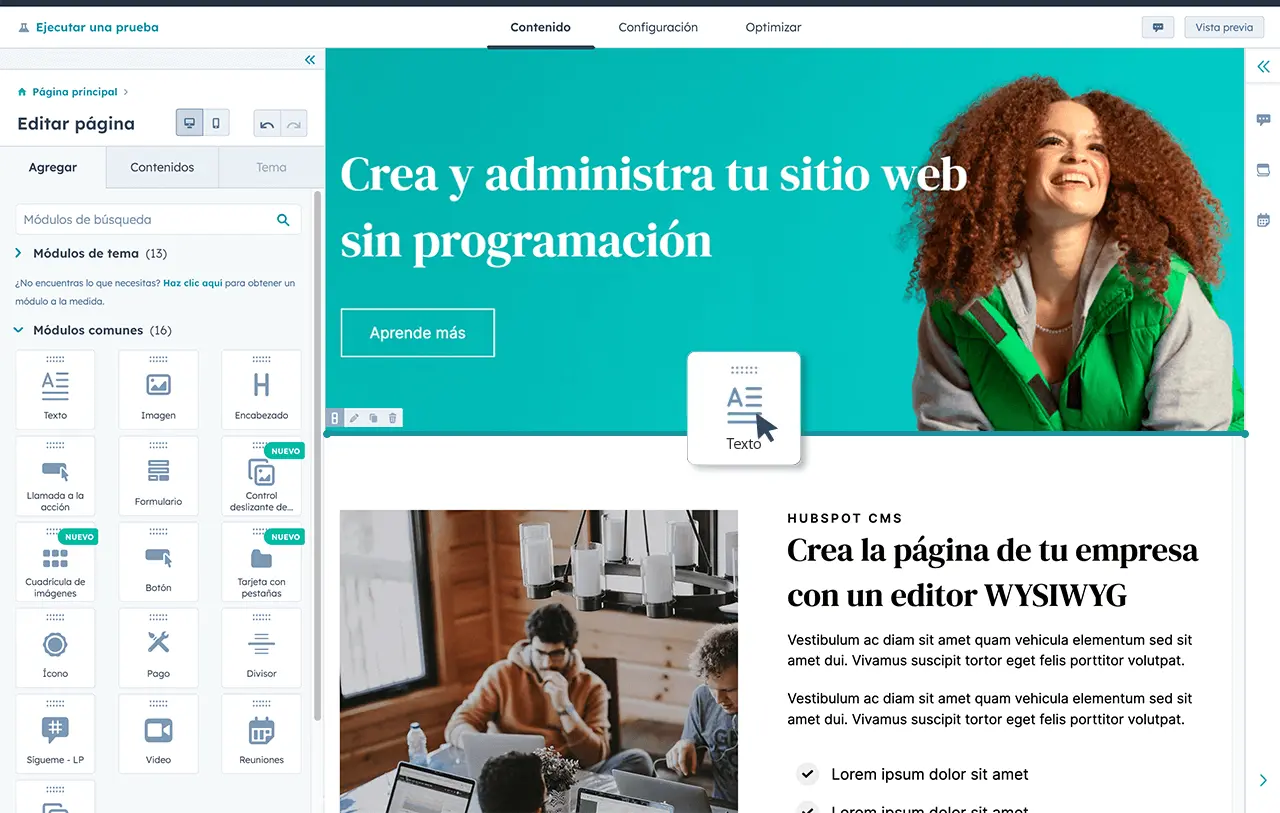 Ejecutar una prueba
Contenido
Configuración
Optimizar
Vista previa
Página principal
Editar página
Agregar
Contenidos
Tema
Módulos de búsqueda
Módulos de tema (13)
¿No encuentras lo que necesitas? Haz clic aquí para obtener un
módulo a la medida.
Módulos comunes (16)
Texto
Imagen
Encabezado
NUEVO
Llamada a la
acción
Formulario
Control
deslizante de...
NUEVO
NUEVO
Cuadrícula de
imágenes
Botón
Tarjeta con
pestañas
Ícono
Pago
Divisor
Sígueme - LP
Video
Reuniones
Crea y administra tu sitio web
sin programación
Aprende más
Texto
HUBSPOT CMS
Crea la página de tu empresa
con un editor WYSIWYG
Vestibulum ac diam sit amet quam vehicula elementum sed sit
amet dui. Vivamus suscipit tortor eget felis porttitor volutpat.
Vestibulum ac diam sit amet quam vehicula elementum sed sit
amet dui. Vivamus suscipit tortor eget felis porttitor volutpat.
Lorem ipsum dolor sit amet
Lorem ipsum dolor sit amet